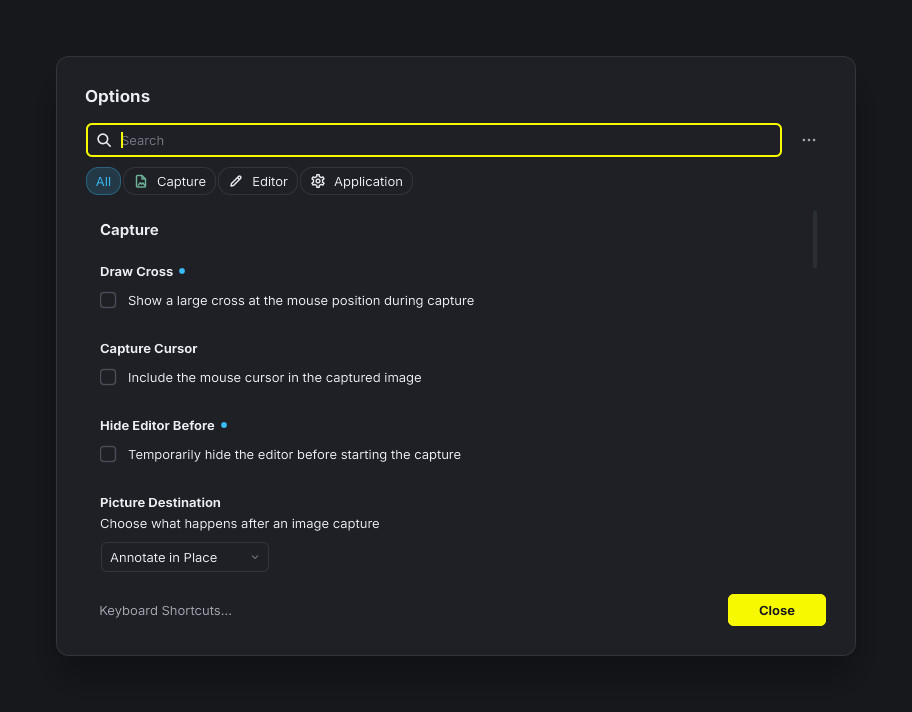 Options
Search
All Capture Editor Application
Capture
Draw Cross
Show a large cross at the mouse position during capture
Capture Cursor
Include the mouse cursor in the captured image
Hide Editor Before
Temporarily hide the editor before starting the capture
Picture Destination
Choose what happens after an image capture
Annotate in Place
Keyboard Shortcuts... Close